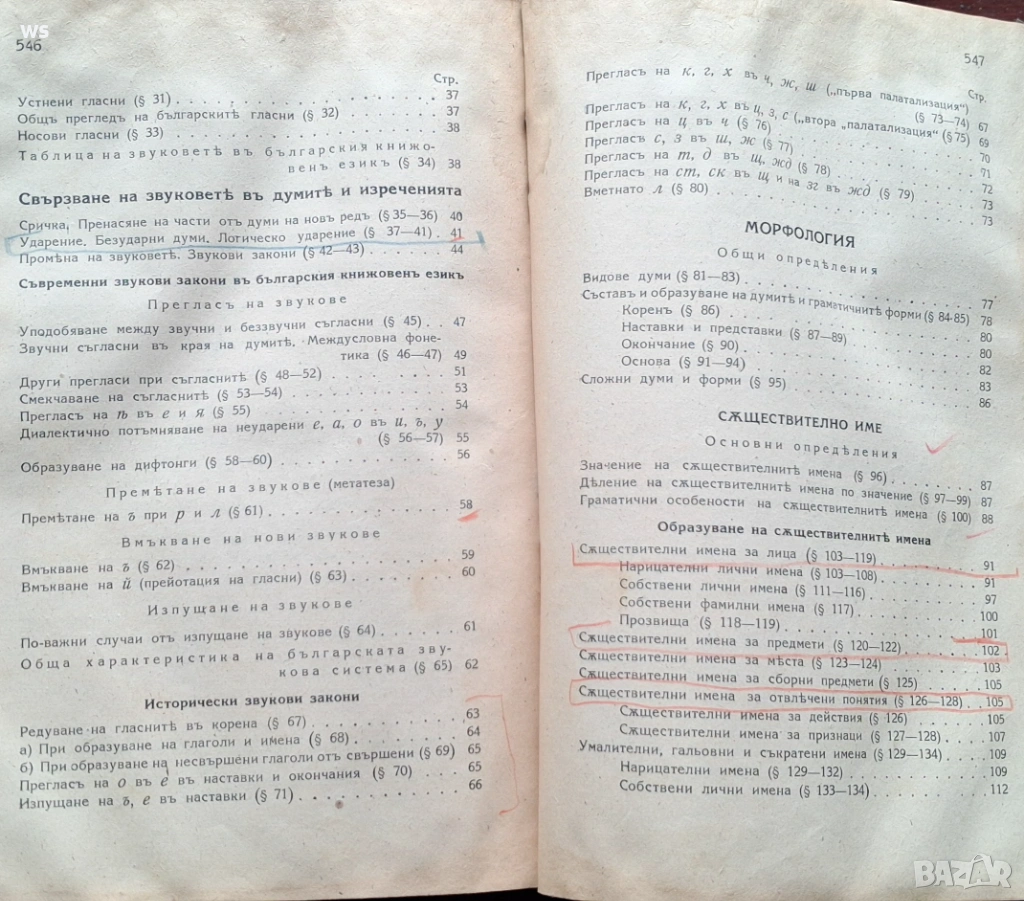 ws
546
Стр.
Устнени гласни (§ 31) . . . . . . 37
Общъ прегледъ на българскитѣ гласни (§ 32) . . . . . . 37
Носови гласни (§ 33) . . . . . . 38
Таблица на звуковетѣ въ българския книжо-
венъ езикъ (§ 34) 38
Свързване на звуковетѣ въ думитѣ и изреченията
Сричка. Пренасяне на части отъ думи на новъ редъ (§ 35—36) 40
Ударение. Безударни думи. Логическо ударение (§ 37—41) . 41
Промѣна на звуковетѣ. Звукови закони (§ 42—43) . . . . . . 44
Съвременни звукови закони въ българския книжовенъ езикъ
Прегласъ на звукове
Уподобяване между звучни и беззвучни съгласни (§ 45) . . 47
Звучни съгласни въ края на думитѣ. Междусловна фоне-
тика (§ 46—47) 49
Други прегласи при съгласнитѣ (§ 48—52) . . . . . . 51
Смекчаване на съгласнитѣ (§ 53—54) . . . . . . 53
Прегласъ на ѣ въ е и я (§ 55) . . . . . . 54
Диалектично потъмняване на неударени е, а, о въ и, ъ, у
(§ 56—57) 55
Образуване на дифтонги (§ 58—60) . . . . . . 56
Премѣтане на звукове (метатеза)
Премѣтане на ъ при р и л (§ 61) . . . . . . 58
Вмъкване на нови звукове
Вмъкване на ъ (§ 62) . . . . . . 59
Вмъкване на й (прейотация на гласни) (§ 63) . . . . . . 60
Изпущане на звукове
По-важни случаи отъ изпущане на звукове (§ 64) . . . . . . 61
Обща характеристика на българската зву-
кова система (§ 65) 62
Исторически звукови закони
Редуване на гласнитѣ въ корена (§ 67) . . . . . . 63
а) При образуване на глаголи и имена (§ 68) . . . . . . 64
б) При образуване на несвършени глаголи отъ свършени (§ 69) 65
Прегласъ на о въ е въ наставки и окончания (§ 70) . . . . . . 65
Изпущане на ъ, е въ наставки (§ 71) . . . . . . 66
547
Стр.
Прегласъ на к, г, х въ ч, ж, ш („първа палатализация“)
(§ 73—74) 67
Прегласъ на к, г, х въ ц, з, с („втора „палатализация“ (§ 75) 69
Прегласъ на ц въ ч (§ 76) . . . . . . 70
Прегласъ с, з въ ш, ж (§ 77) . . . . . . 71
Прегласъ на т, д въ щ, жд (§ 78) . . . . . . 72
Прегласъ на ст, ск въ щ и на зг въ жд (§ 79) . . . . . . 73
Вметнато л (§ 80) . . . . . . 73
МОРФОЛОГИЯ
Общи опредѣления
Видове думи (§ 81—83) . . . . . . 77
Съставъ и образуване на думитѣ и граматичнитѣ форми (§ 84-85) 78
Коренъ (§ 86) . . . . . . 80
Наставки и представки (§ 87—89) . . . . . . 80
Окончание (§ 90) . . . . . . 82
Основа (§ 91—94) . . . . . . 83
Сложни думи и форми (§ 95) . . . . . . 86
СѪЩЕСТВИТЕЛНО ИМЕ
Основни опредѣления
Значение на сѫществителнитѣ имена (§ 96) . . . . . . 87
Дѣление на сѫществителнитѣ имена по значение (§ 97—99) 87
Граматични особености на сѫществителнитѣ имена (§ 100) 88
Образуване на сѫществителнитѣ имена
Сѫществителни имена за лица (§ 103—119) . . . . . . 91
Нарицателни лични имена (§ 103—108) . . . . . . 91
Собствени лични имена (§ 111—116) . . . . . . 97
Собствени фамилни имена (§ 117) . . . . . . 100
Прозвища (§ 118—119) . . . . . . 101
Сѫществителни имена за предмети (§ 120—122) . . . . . . 102
Сѫществителни имена за мѣста (§ 123—124) . . . . . . 103
Сѫществителни имена за сборни предмети (§ 125) . . . . . . 105
Сѫществителни имена за отвлѣчени понятия (§ 126—128) . . 105
Сѫществителни имена за действия (§ 126) . . . . . . 105
Сѫществителни имена за признаци (§ 127—128) . . . . . . 107
Умалителни, гальовни и съкратени имена (§ 129—134) . . . . . . 109
Нарицателни имена (§ 129—132) . . . . . . 109
Собствени лични имена (§ 133—134) . . . . . . 112
BAZAR